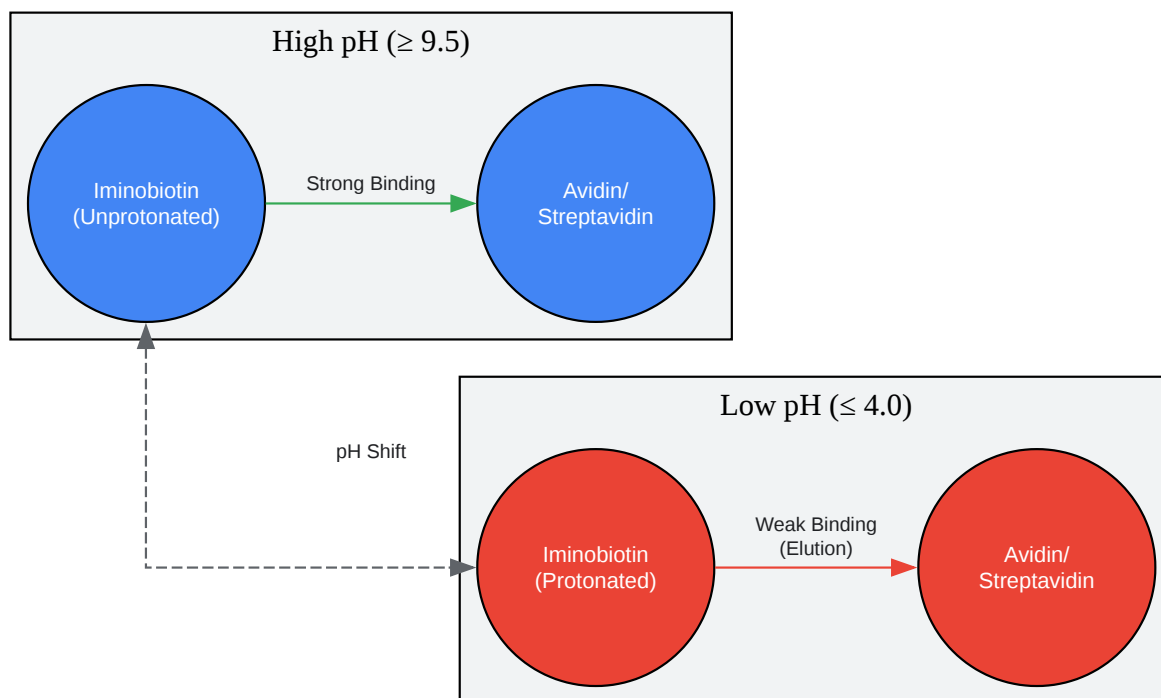 High pH (≥ 9.5)
Iminobiotin
(Unprotonated)
Strong Binding
Avidin/
Streptavidin
pH Shift
Low pH (≤ 4.0)
Iminobiotin
(Protonated)
Weak Binding
(Elution)
Avidin/
Streptavidin